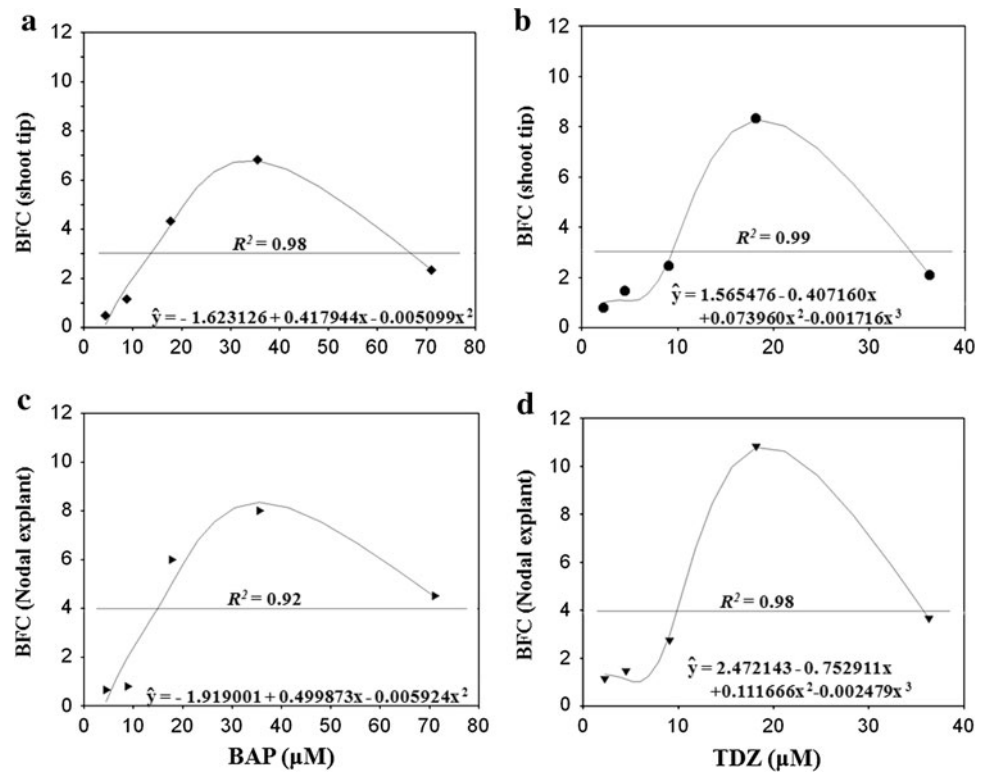 a
12
10
8
6
4
2
0
BFC (shoot tip)
R² = 0.98
ŷ = - 1.623126 + 0.417944x - 0.005099x²
0 10 20 30 40 50 60 70 80
b
12
10
8
6
4
2
0
BFC (shoot tip)
R² = 0.99
ŷ = 1.565476 - 0.407160x
+0.073960x² -0.001716x³
0 10 20 30 40
c
12
10
8
6
4
2
0
BFC (Nodal explant)
R² = 0.92
ŷ = - 1.919001 + 0.499873x - 0.005924x²
0 10 20 30 40 50 60 70 80
BAP (µM)
d
12
10
8
6
4
2
0
BFC (Nodal explant)
R² = 0.98
ŷ = 2.472143 - 0.752911x
+0.111666x² -0.002479x³
0 10 20 30 40
TDZ (µM)